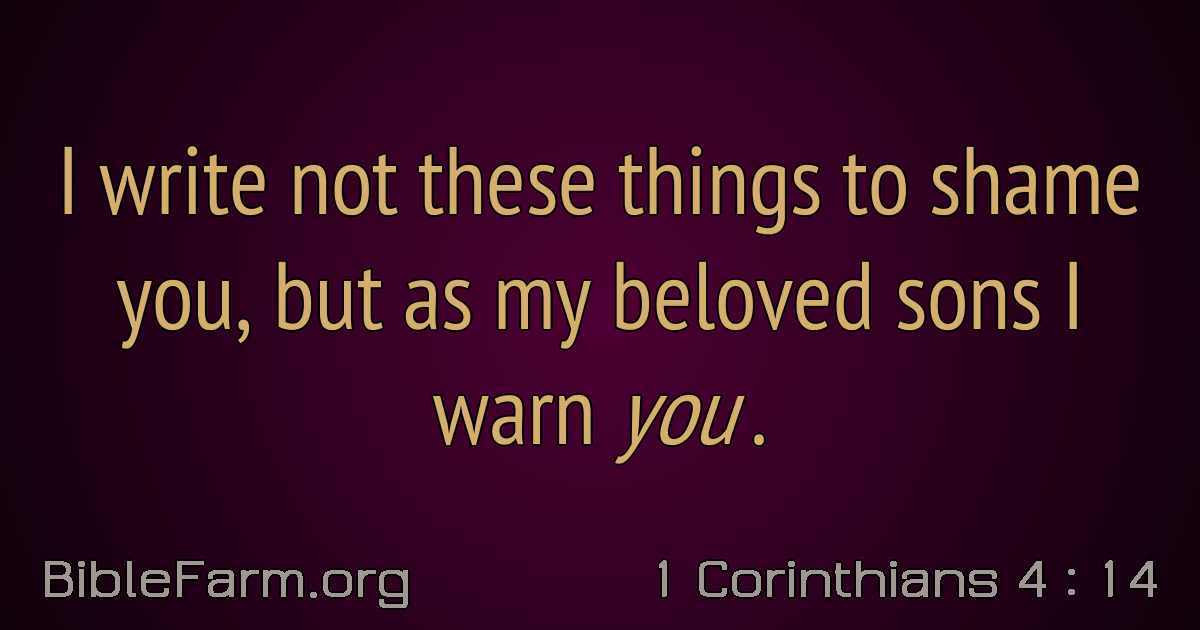 I write not these things to shame
you, but as my beloved sons I
warn you .
BibleFarm.org
1 Corinthians 4 : 14